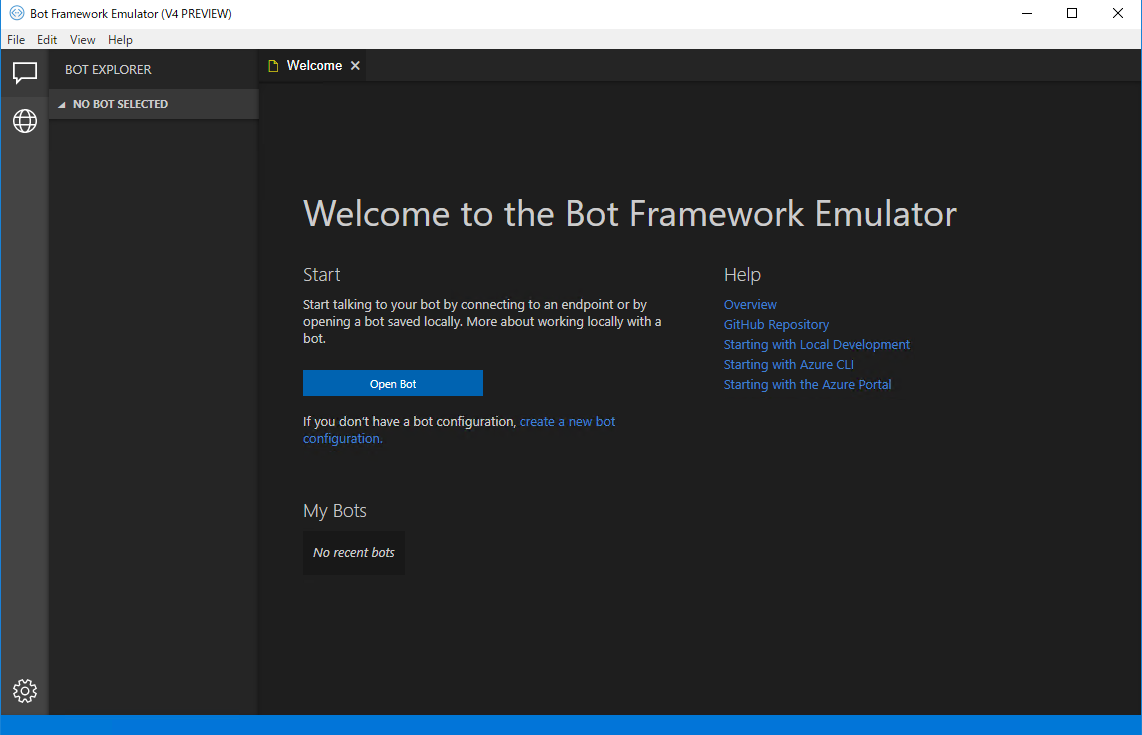 Bot Framework Emulator (V4 PREVIEW)
File Edit View Help
BOT EXPLORER
NO BOT SELECTED
Welcome
Welcome to the Bot Framework Emulator
Start
Start talking to your bot by connecting to an endpoint or by
opening a bot saved locally. More about working locally with a
bot.
Open Bot
If you don't have a bot configuration, create a new bot
configuration.
My Bots
No recent bots
Help
Overview
GitHub Repository
Starting with Local Development
Starting with Azure CLI
Starting with the Azure Portal